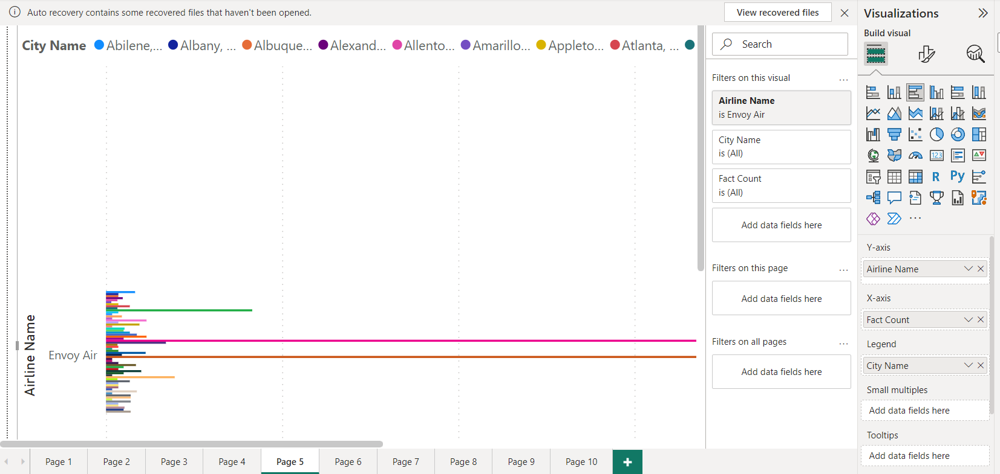 Auto recovery contains some recovered files that haven't been opened.
View recovered files
City Name Abilene,... Albany, ... Albuque... Alexand... Allento... Amarillo... Appleto... Atlanta, ...
Airline Name
Envoy Air
Search
Filters on this visual ...
Airline Name
is Envoy Air
City Name
is (All)
Fact Count
is (All)
Add data fields here
Filters on this page ...
Add data fields here
Filters on all pages ...
Add data fields here
Visualizations
Build visual
123
R Py
...
Y-axis
Airline Name
X-axis
Fact Count
Legend
City Name
Small multiples
Add data fields here
Tooltips
Add data fields here
Page 1 Page 2 Page 3 Page 4 Page 5 Page 6 Page 7 Page 8 Page 9 Page 10 +